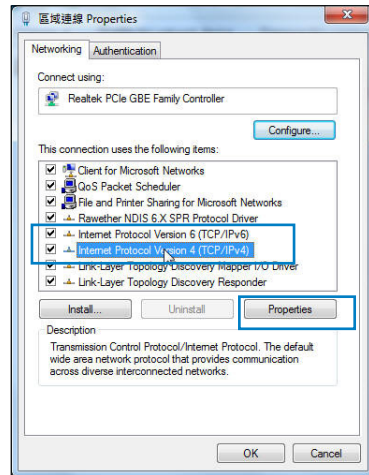 區域連線 Properties
Networking
Authentication
Connect using:
Realtek PCIe GBE Family Controller
Configure...
This connection uses the following items:
Client for Microsoft Networks
QoS Packet Scheduler
File and Printer Sharing for Microsoft Networks
Rawether NDIS 6.X SPR Protocol Driver
Internet Protocol Version 6 (TCP/IPv6)
Internet Protocol Version 4 (TCP/IPv4)
Link-Layer Topology Discovery Mapper I/O Driver
Link-Layer Topology Discovery Responder
Install...
Uninstall
Properties
Description
Transmission Control Protocol/Internet Protocol. The default
wide area network protocol that provides communication
across diverse interconnected networks.
OK
Cancel